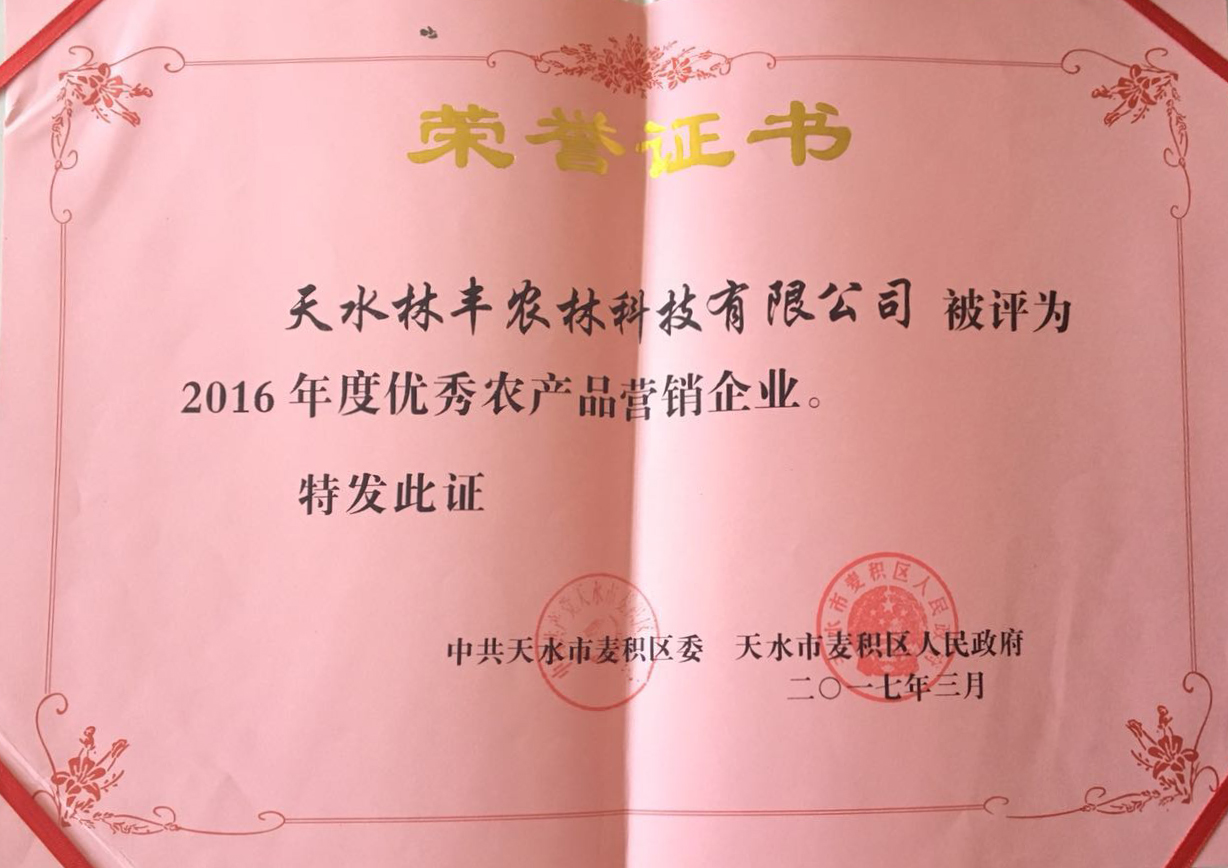 荣誉证书
天水林丰农林科技有限公司 被评为
2016年度优秀农产品营销企业。
特发此证
中共天水市麦积区委 天水市麦积区人民政府
二〇一七年三月